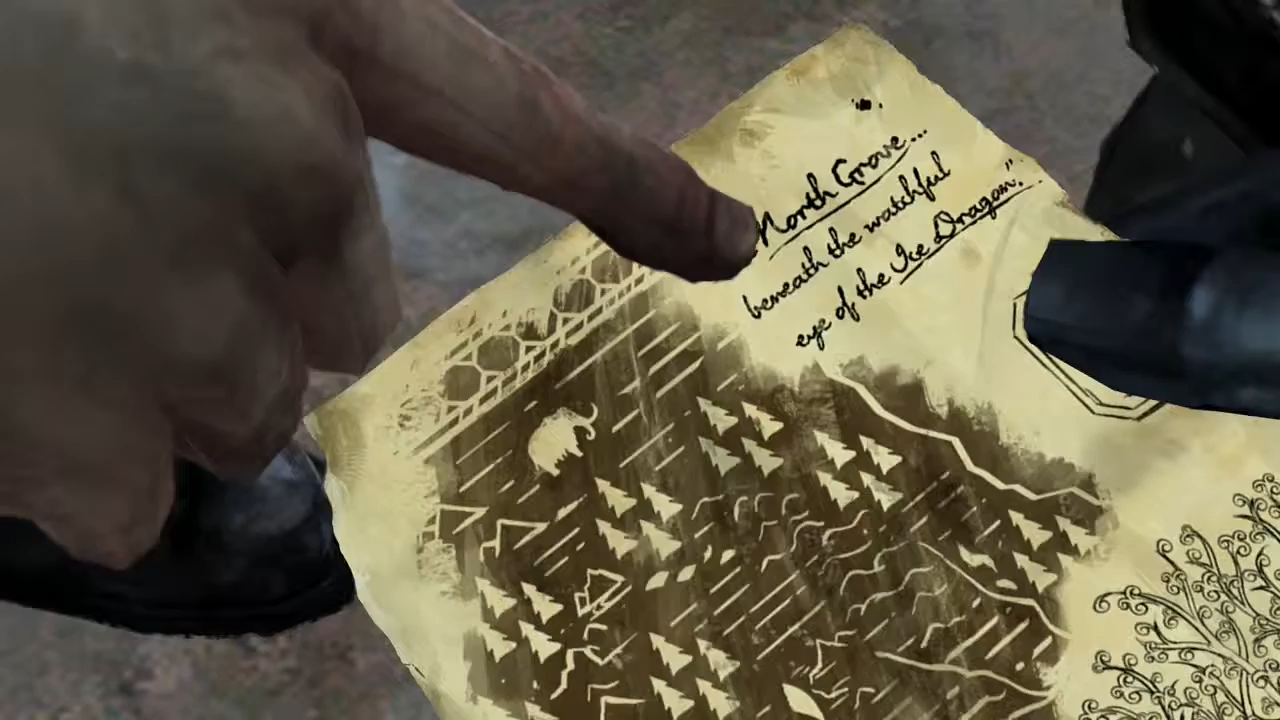 North Grove...
beneath the watchful
eye of the Ice Dragon."